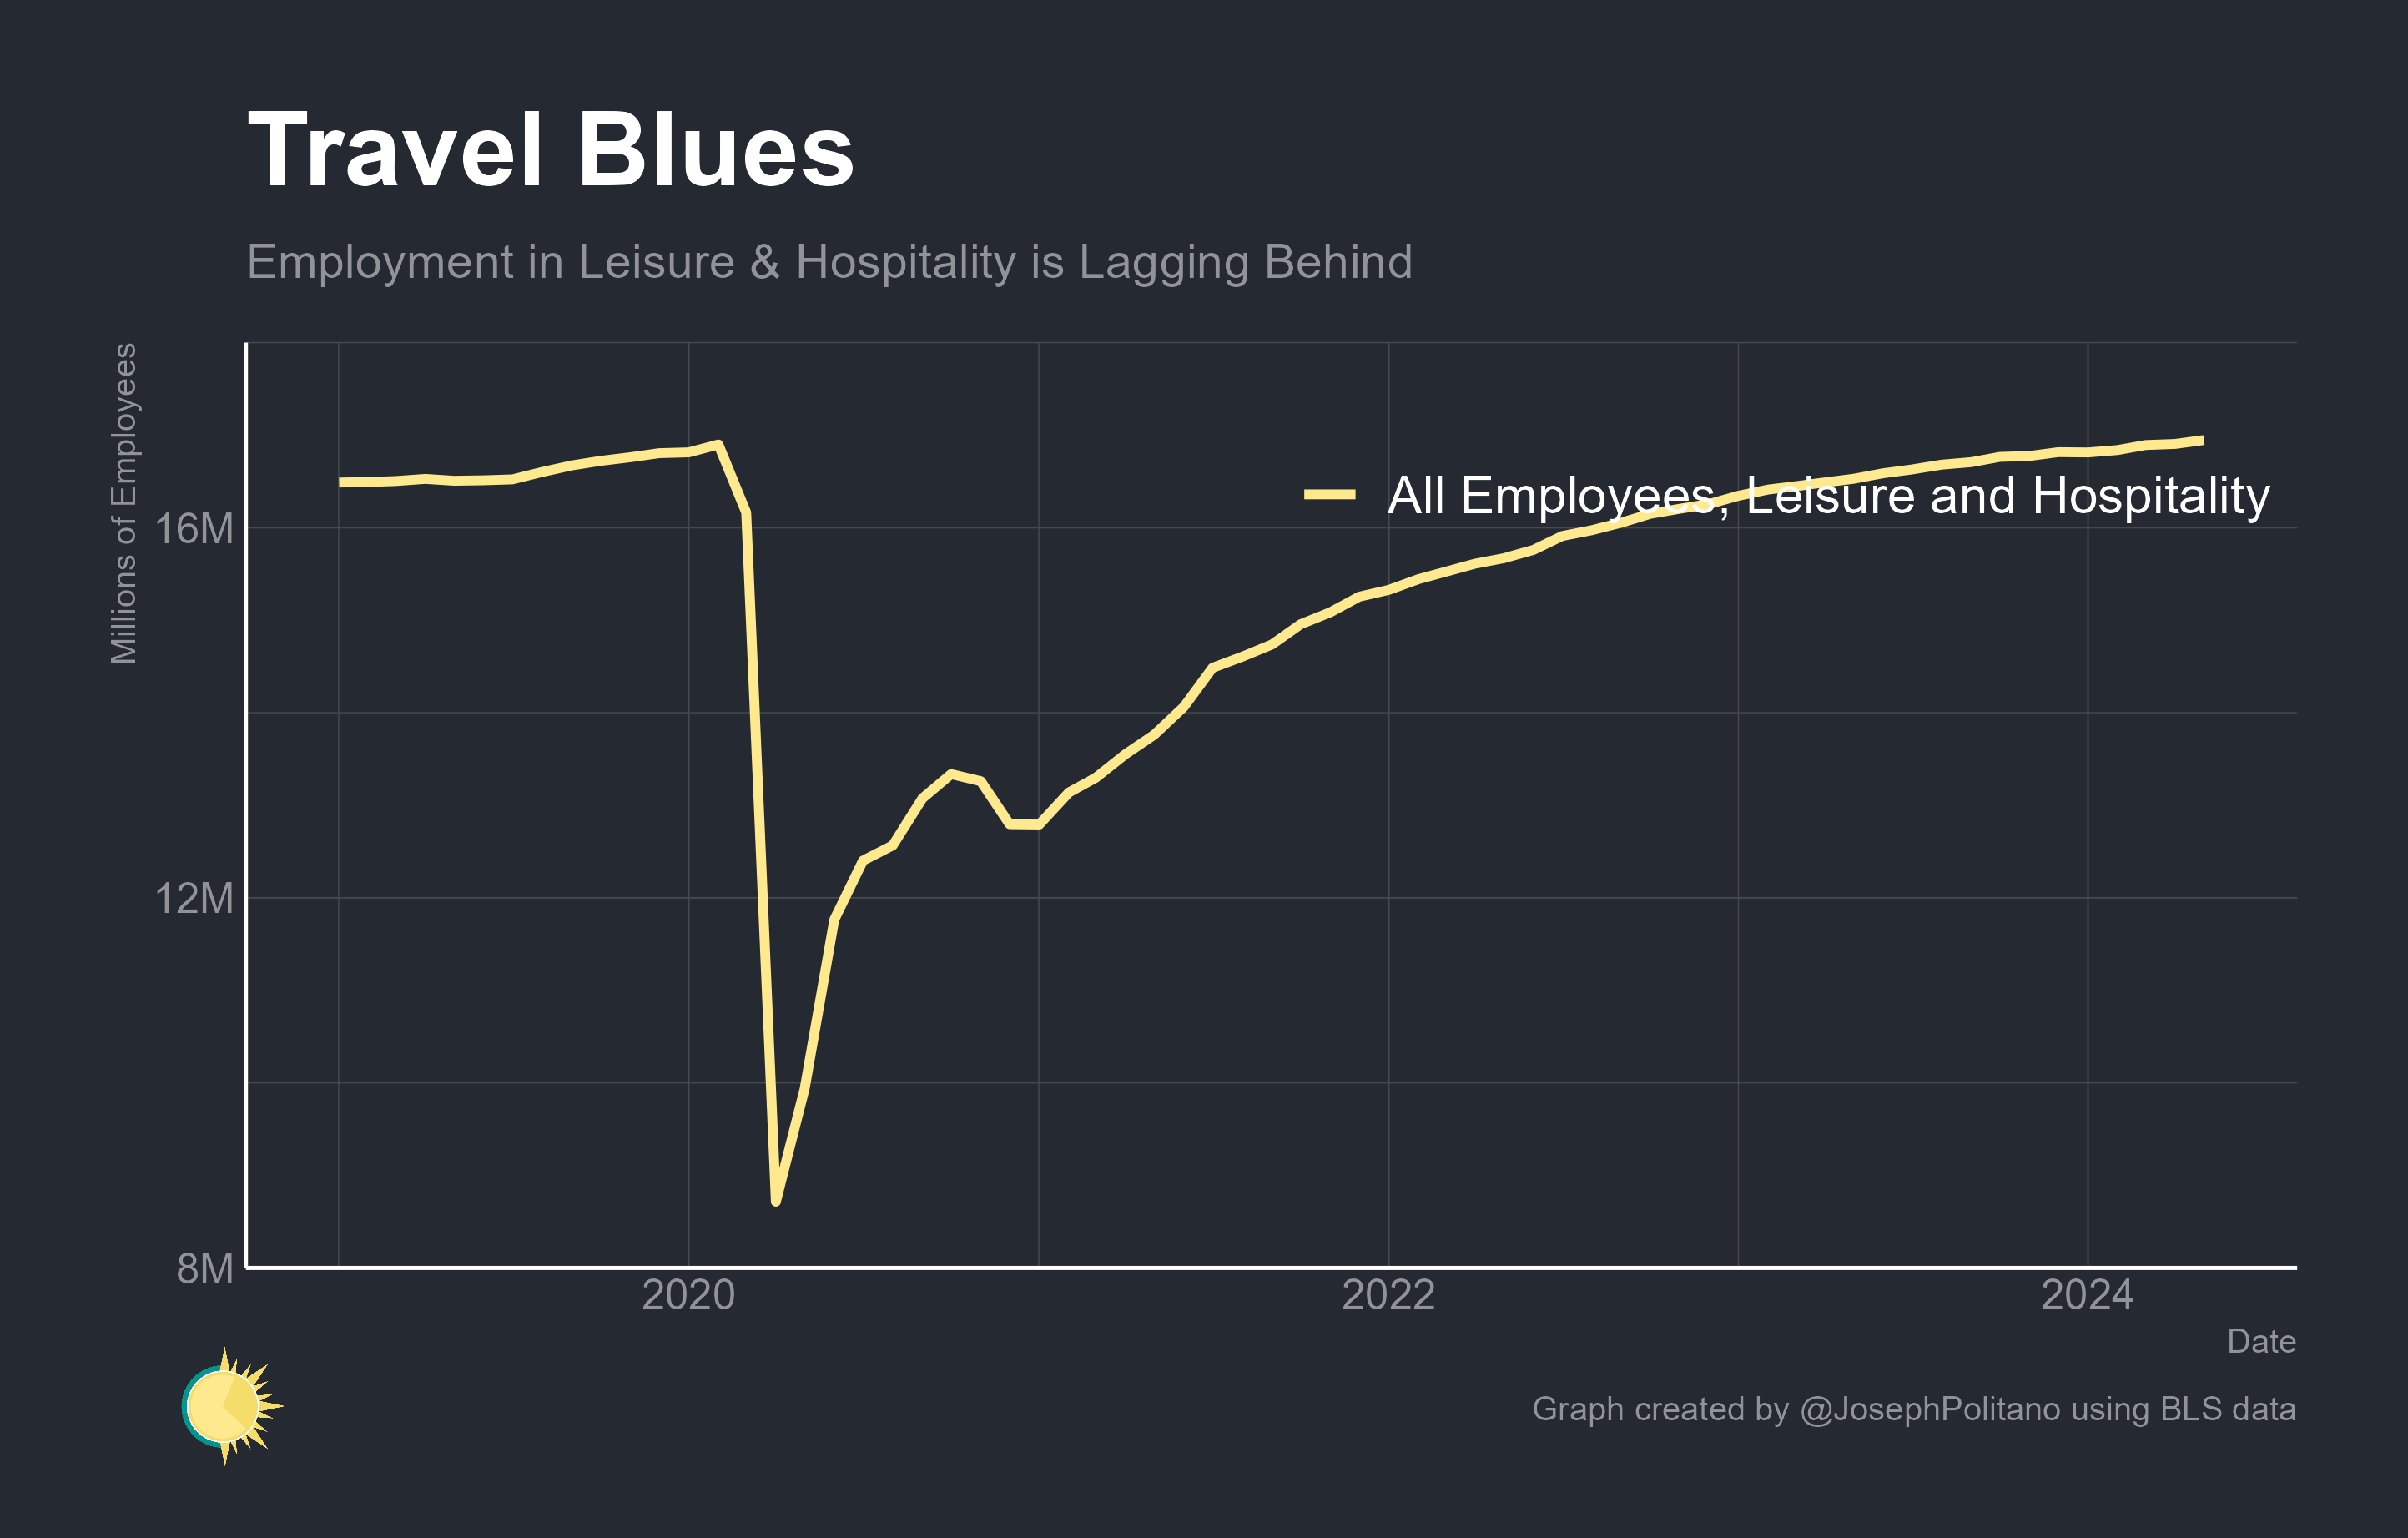 Travel Blues
Employment in Leisure & Hospitality is Lagging Behind
Millions of Employees
All Employees, Leisure and Hospitality
16M
12M
8M
2020
2022
2024
Date
Graph created by @JosephPolitano using BLS data